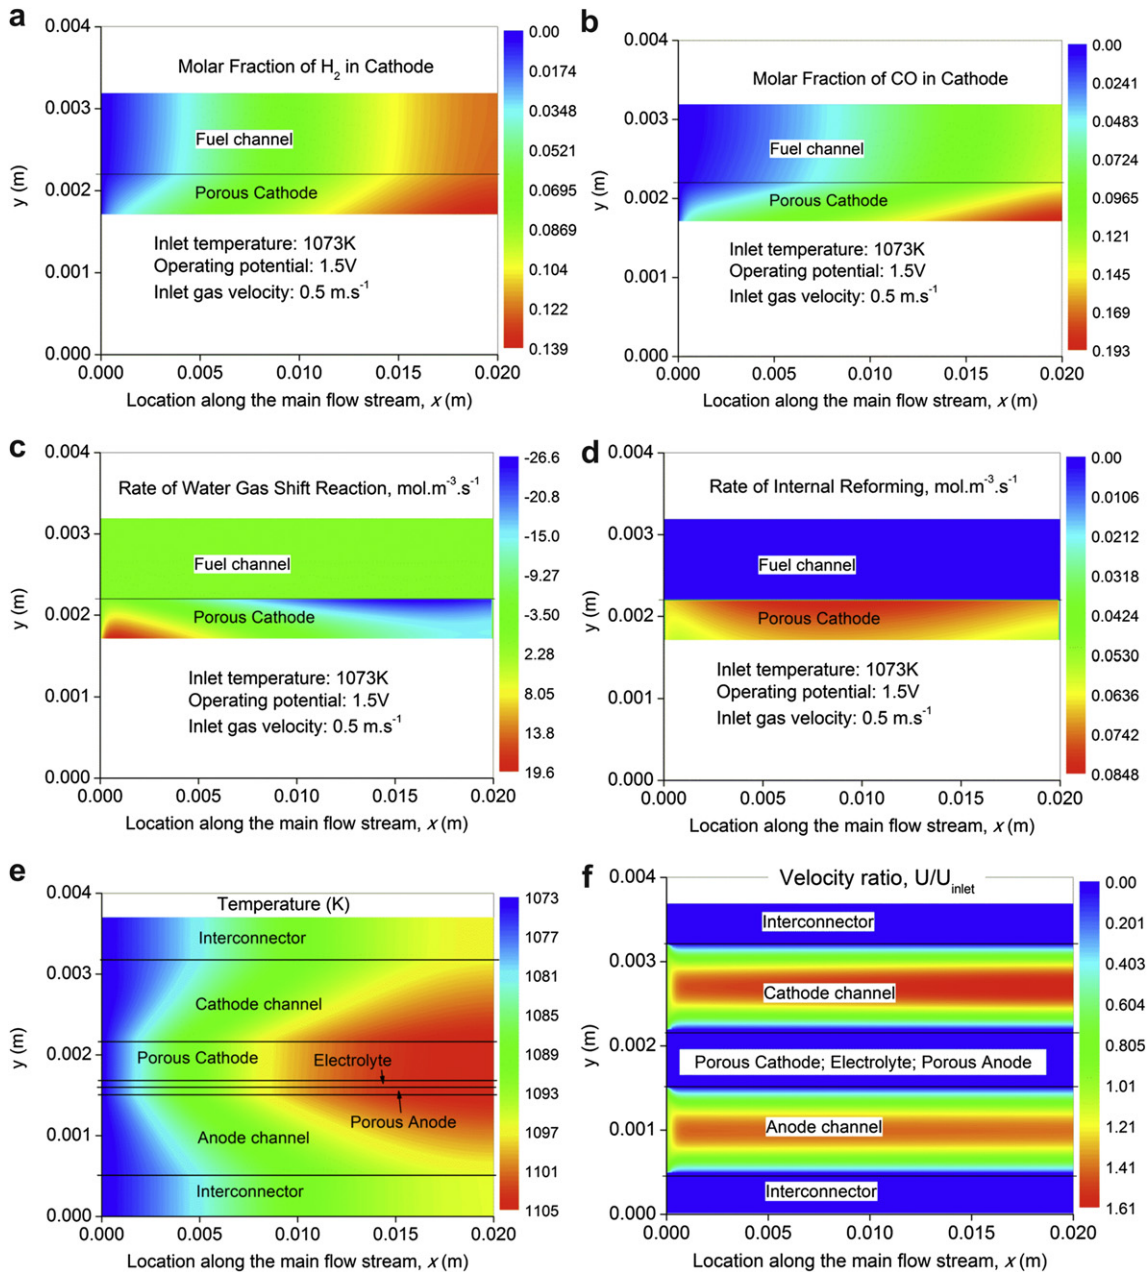 a
0.004
0.003
0.002
0.001
0.000
y (m)
Molar Fraction of H2 in Cathode
Fuel channel
Porous Cathode
Inlet temperature: 1073K
Operating potential: 1.5V
Inlet gas velocity: 0.5 m.s-1
0.000 0.005 0.010 0.015 0.020
Location along the main flow stream, x (m)
0.00
0.0174
0.0348
0.0521
0.0695
0.0869
0.104
0.122
0.139
b
0.004
0.003
0.002
0.001
0.000
y (m)
Molar Fraction of CO in Cathode
Fuel channel
Porous Cathode
Inlet temperature: 1073K
Operating potential: 1.5V
Inlet gas velocity: 0.5 m.s-1
0.000 0.005 0.010 0.015 0.020
Location along the main flow stream, x (m)
0.00
0.0241
0.0483
0.0724
0.0965
0.121
0.145
0.169
0.193
c
0.004
0.003
0.002
0.001
0.000
y (m)
Rate of Water Gas Shift Reaction, mol.m-3.s-1
Fuel channel
Porous Cathode
Inlet temperature: 1073K
Operating potential: 1.5V
Inlet gas velocity: 0.5 m.s-1
0.000 0.005 0.010 0.015 0.020
Location along the main flow stream, x (m)
-26.6
-20.8
-15.0
-9.27
-3.50
2.28
8.05
13.8
19.6
d
0.004
0.003
0.002
0.001
0.000
y (m)
Rate of Internal Reforming, mol.m-3.s-1
Fuel channel
Porous Cathode
Inlet temperature: 1073K
Operating potential: 1.5V
Inlet gas velocity: 0.5 m.s-1
0.000 0.005 0.010 0.015 0.020
Location along the main flow stream, x (m)
0.00
0.0106
0.0212
0.0318
0.0424
0.0530
0.0636
0.0742
0.0848
e
0.004
0.003
0.002
0.001
0.000
y (m)
Temperature (K)
Interconnector
Cathode channel
Porous Cathode
Electrolyte
Porous Anode
Anode channel
Interconnector
0.000 0.005 0.010 0.015 0.020
Location along the main flow stream, x (m)
1073
1077
1081
1085
1089
1093
1097
1101
1105
f
0.004
0.003
0.002
0.001
0.000
y (m)
Velocity ratio, U/Uinlet
Interconnector
Cathode channel
Porous Cathode; Electrolyte; Porous Anode
Anode channel
Interconnector
0.000 0.005 0.010 0.015 0.020
Location along the main flow stream, x (m)
0.00
0.201
0.403
0.604
0.805
1.01
1.21
1.41
1.61